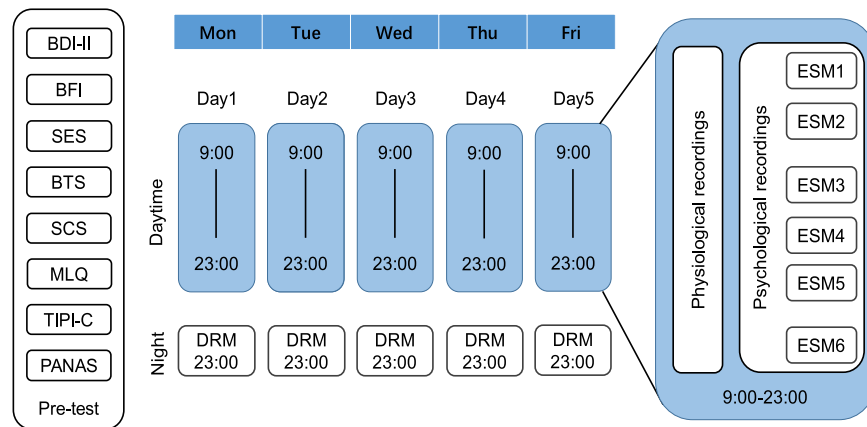 BDI-II
BFI
SES
BTS
SCS
MLQ
TIPI-C
PANAS
Pre-test
Mon Tue Wed Thu Fri
Day1 Day2 Day3 Day4 Day5
Daytime
9:00 9:00 9:00 9:00 9:00
23:00 23:00 23:00 23:00 23:00
Night
DRM DRM DRM DRM DRM
23:00 23:00 23:00 23:00 23:00
Physiological recordings
Psychological recordings
ESM1
ESM2
ESM3
ESM4
ESM5
ESM6
9:00-23:00